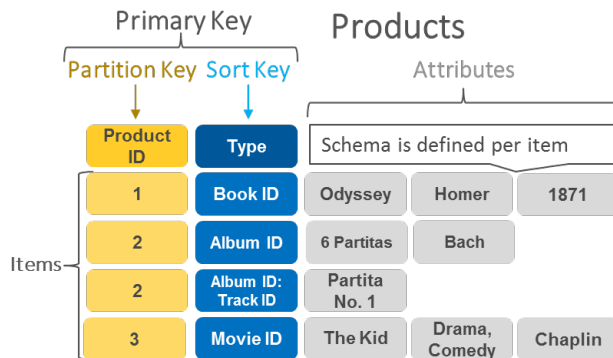 Primary Key
Products
Partition Key
Sort Key
Attributes
Product
ID
Type
Schema is defined per item
Items
1
Book ID
Odyssey
Homer
1871
2
Album ID
6 Partitas
Bach
2
Album ID:
Track ID
Partita
No. 1
3
Movie ID
The Kid
Drama,
Comedy
Chaplin